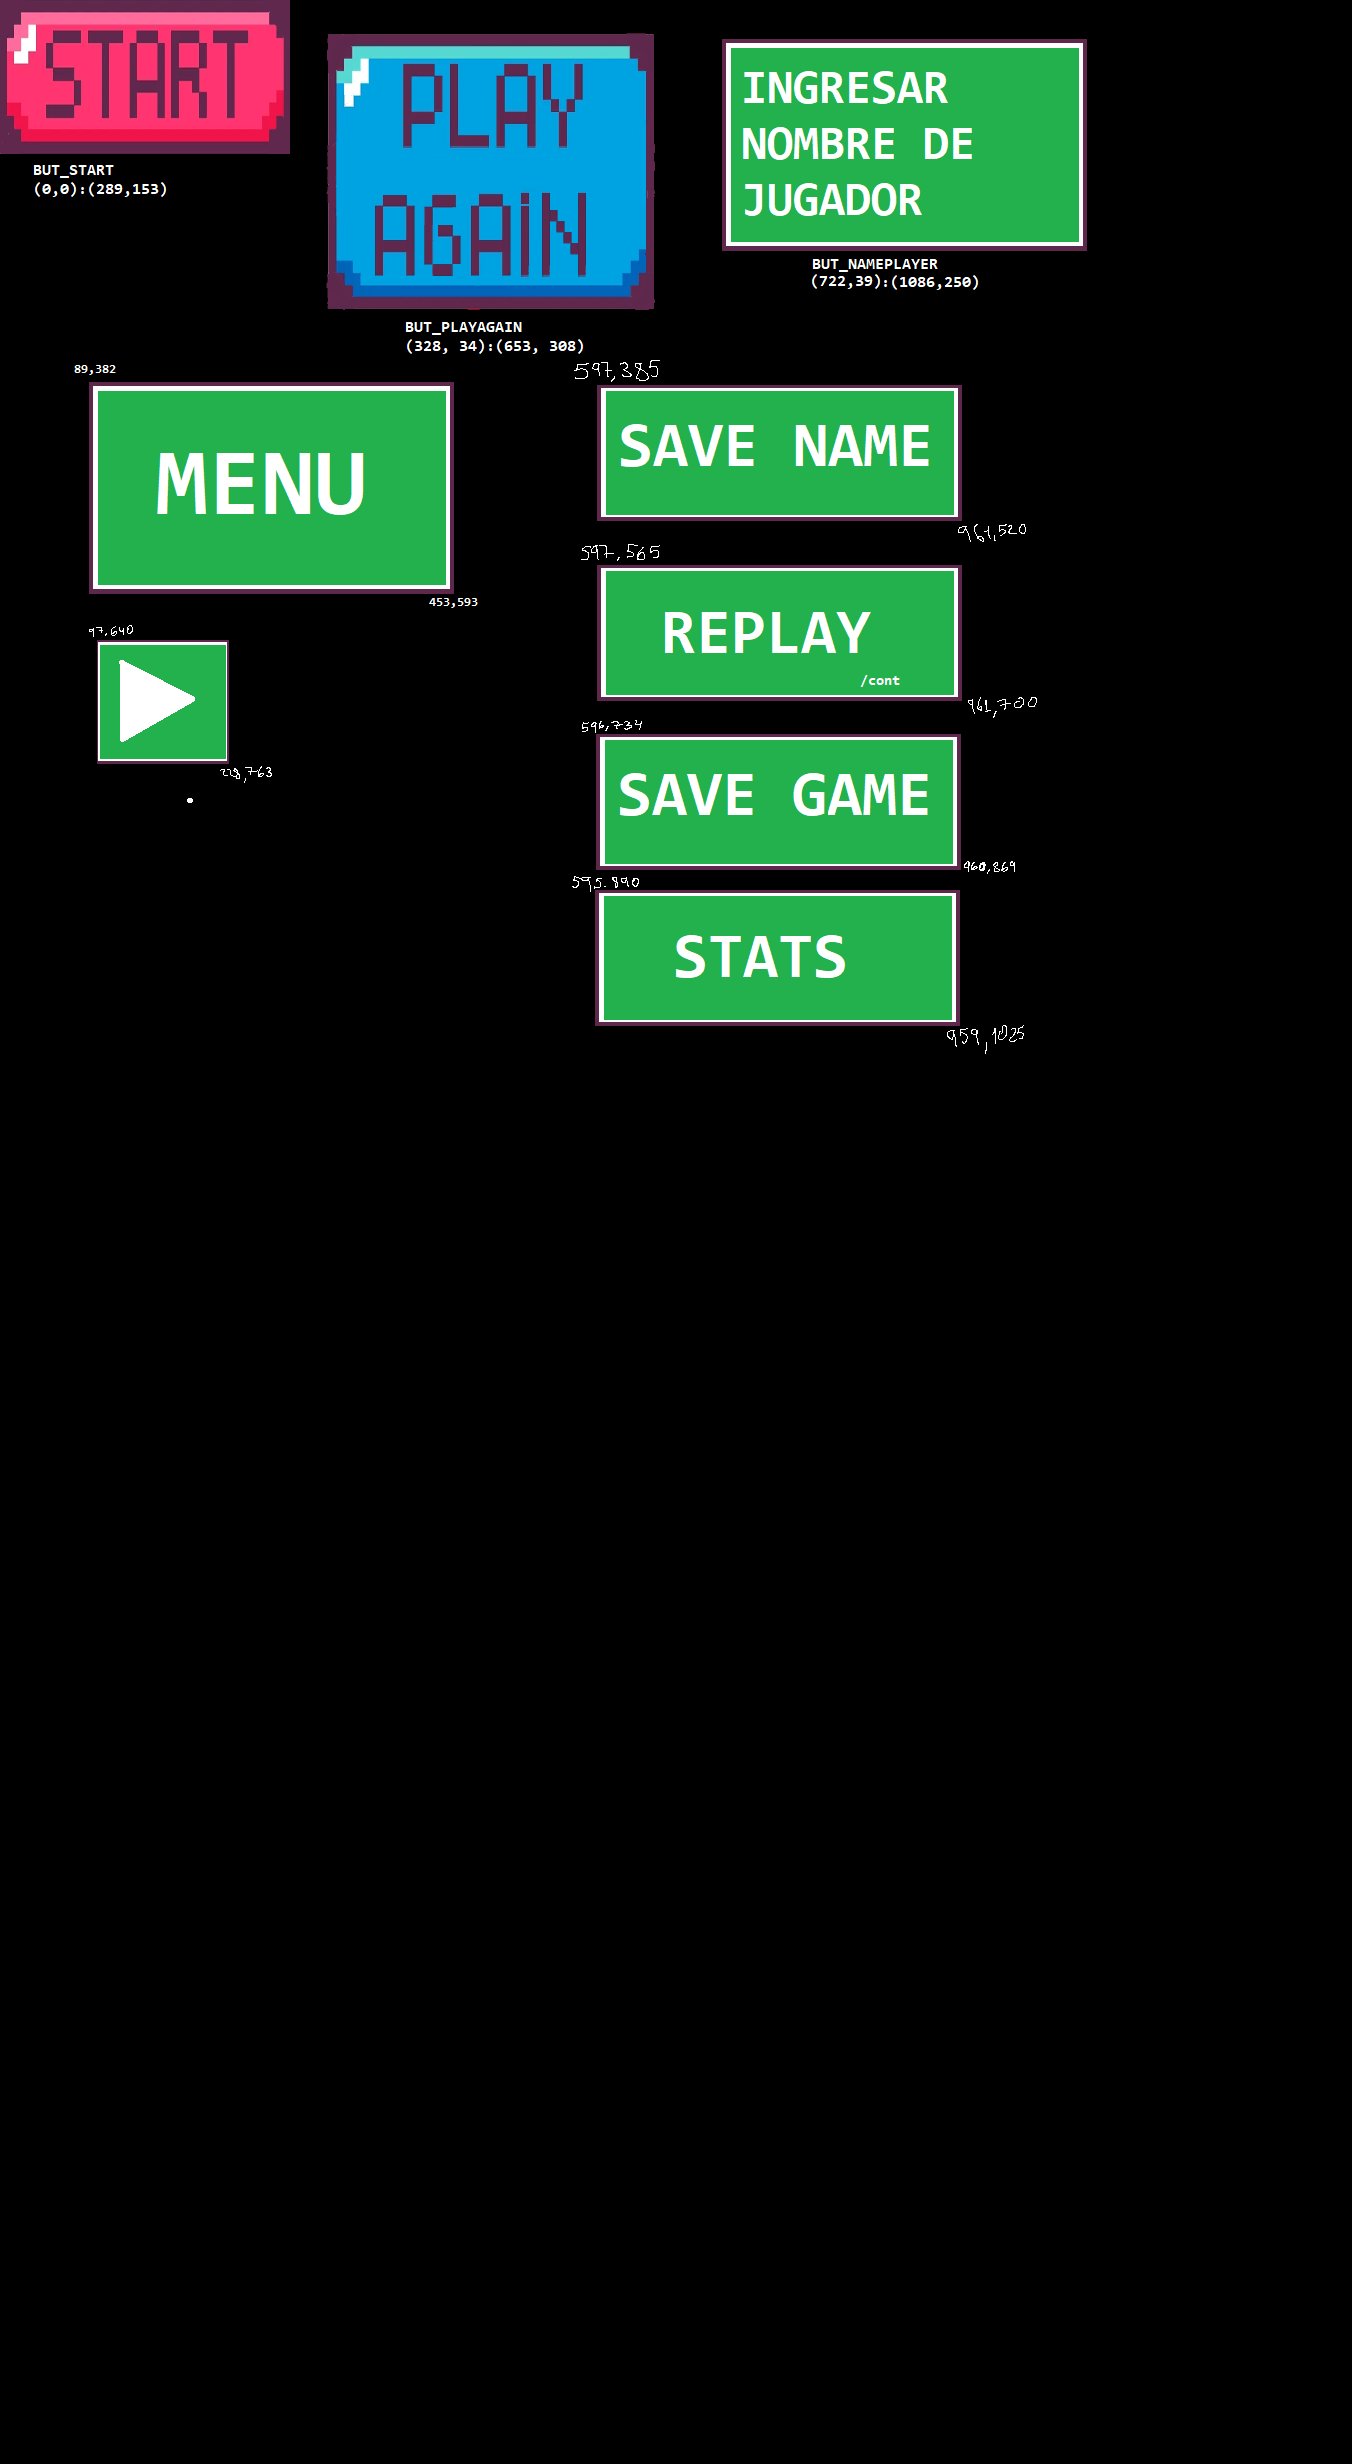 START
BUT_START
(0,0):(289,153)
PLAY
AGAiN
BUT_PLAYAGAIN
(328, 34):(653, 308)
INGRESAR
NOMBRE DE
JUGADOR
BUT_NAMEPLAYER
(722,39):(1086,250)
89,382
MENU
453,593
97,640
228,763
597,385
SAVE NAME
961,520
597,565
REPLAY
/cont
961,700
596,734
SAVE GAME
960,869
595.890
STATS
959,1025